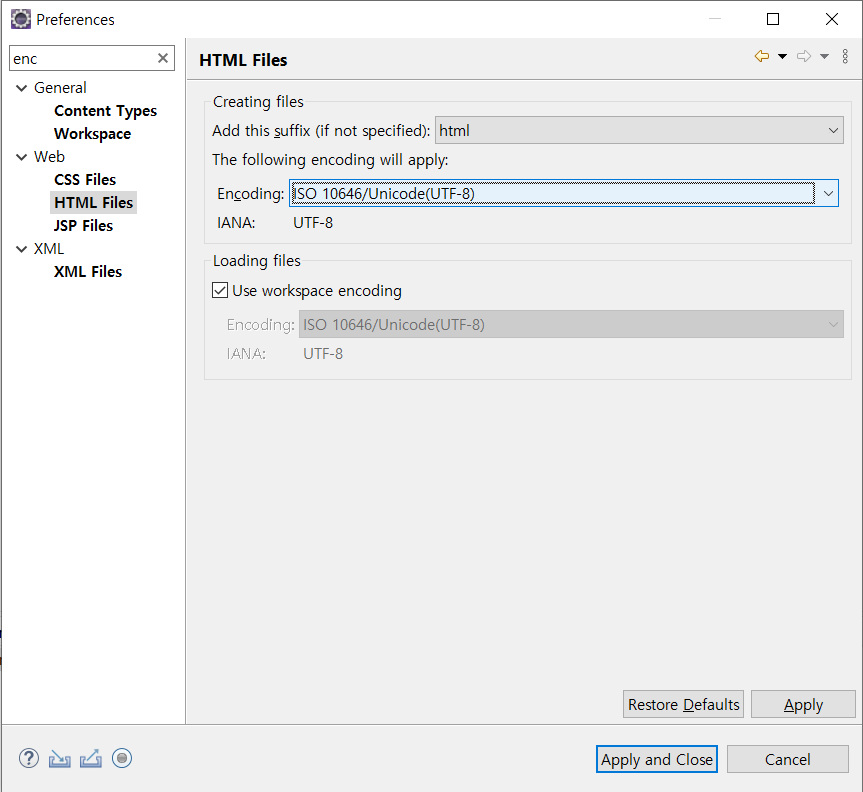 Preferences
enc
General
Content Types
Workspace
Web
CSS Files
HTML Files
JSP Files
XML
XML Files
HTML Files
Creating files
Add this suffix (if not specified): html
The following encoding will apply:
Encoding: ISO 10646/Unicode(UTF-8)
IANA: UTF-8
Loading files
Use workspace encoding
Encoding: ISO 10646/Unicode(UTF-8)
IANA: UTF-8
Restore Defaults Apply
Apply and Close Cancel